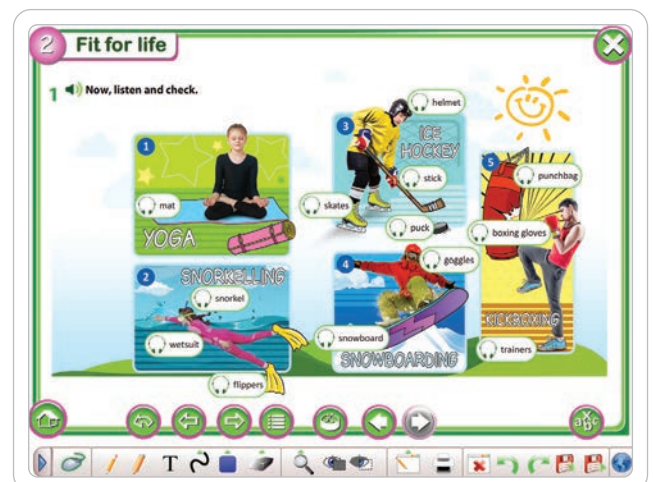 2 Fit for life
1 Now, listen and check.
1
mat
YOGA
2
SNORKELLING
snorkel
wetsuit
flippers
3
helmet
ICE
HOCKEY
stick
skates
puck
4
goggles
snowboard
SNOWBOARDING
5
punchbag
boxing gloves
KICKBOXING
trainers
aBc
T